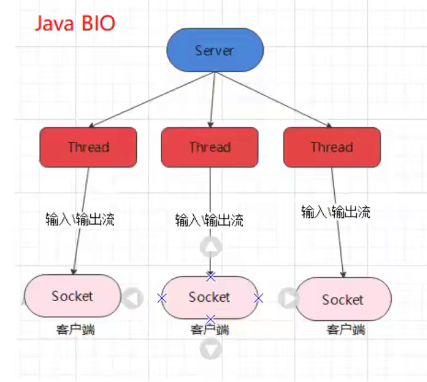 Java BIO
Server
Thread Thread Thread
输入\输出流 输入\输出流 输入\输出流
Socket Socket Socket
客户端 客户端 客户端